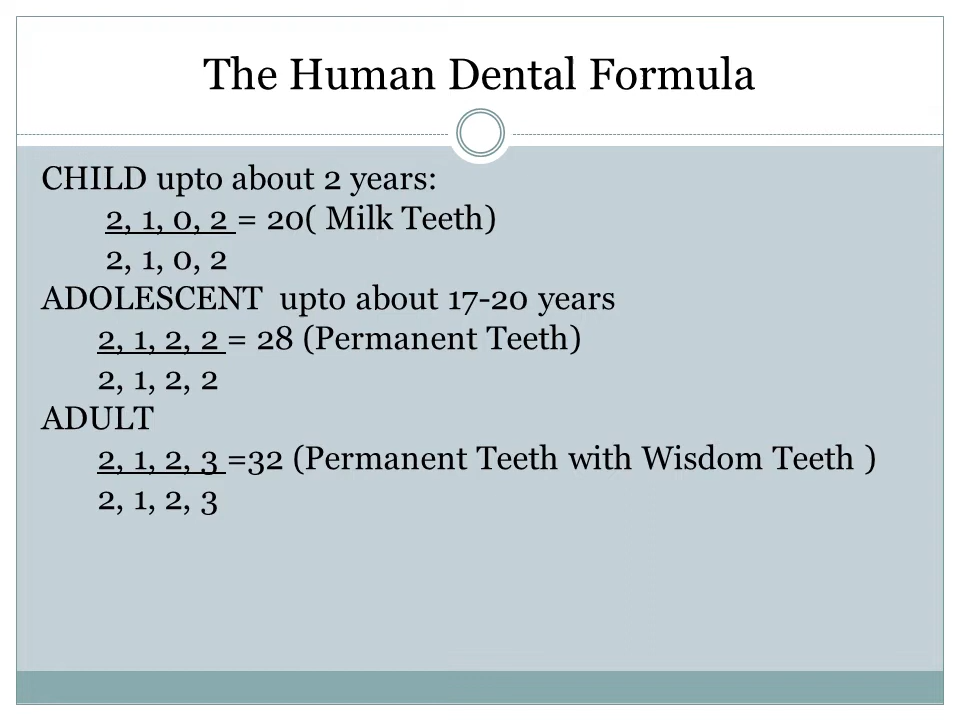 The Human Dental Formula
CHILD upto about 2 years:
2, 1, 0, 2 = 20( Milk Teeth)
2, 1, 0, 2
ADOLESCENT  upto about 17-20 years
2, 1, 2, 2 = 28 (Permanent Teeth)
2, 1, 2, 2
ADULT
2, 1, 2, 3 =32 (Permanent Teeth with Wisdom Teeth )
2, 1, 2, 3